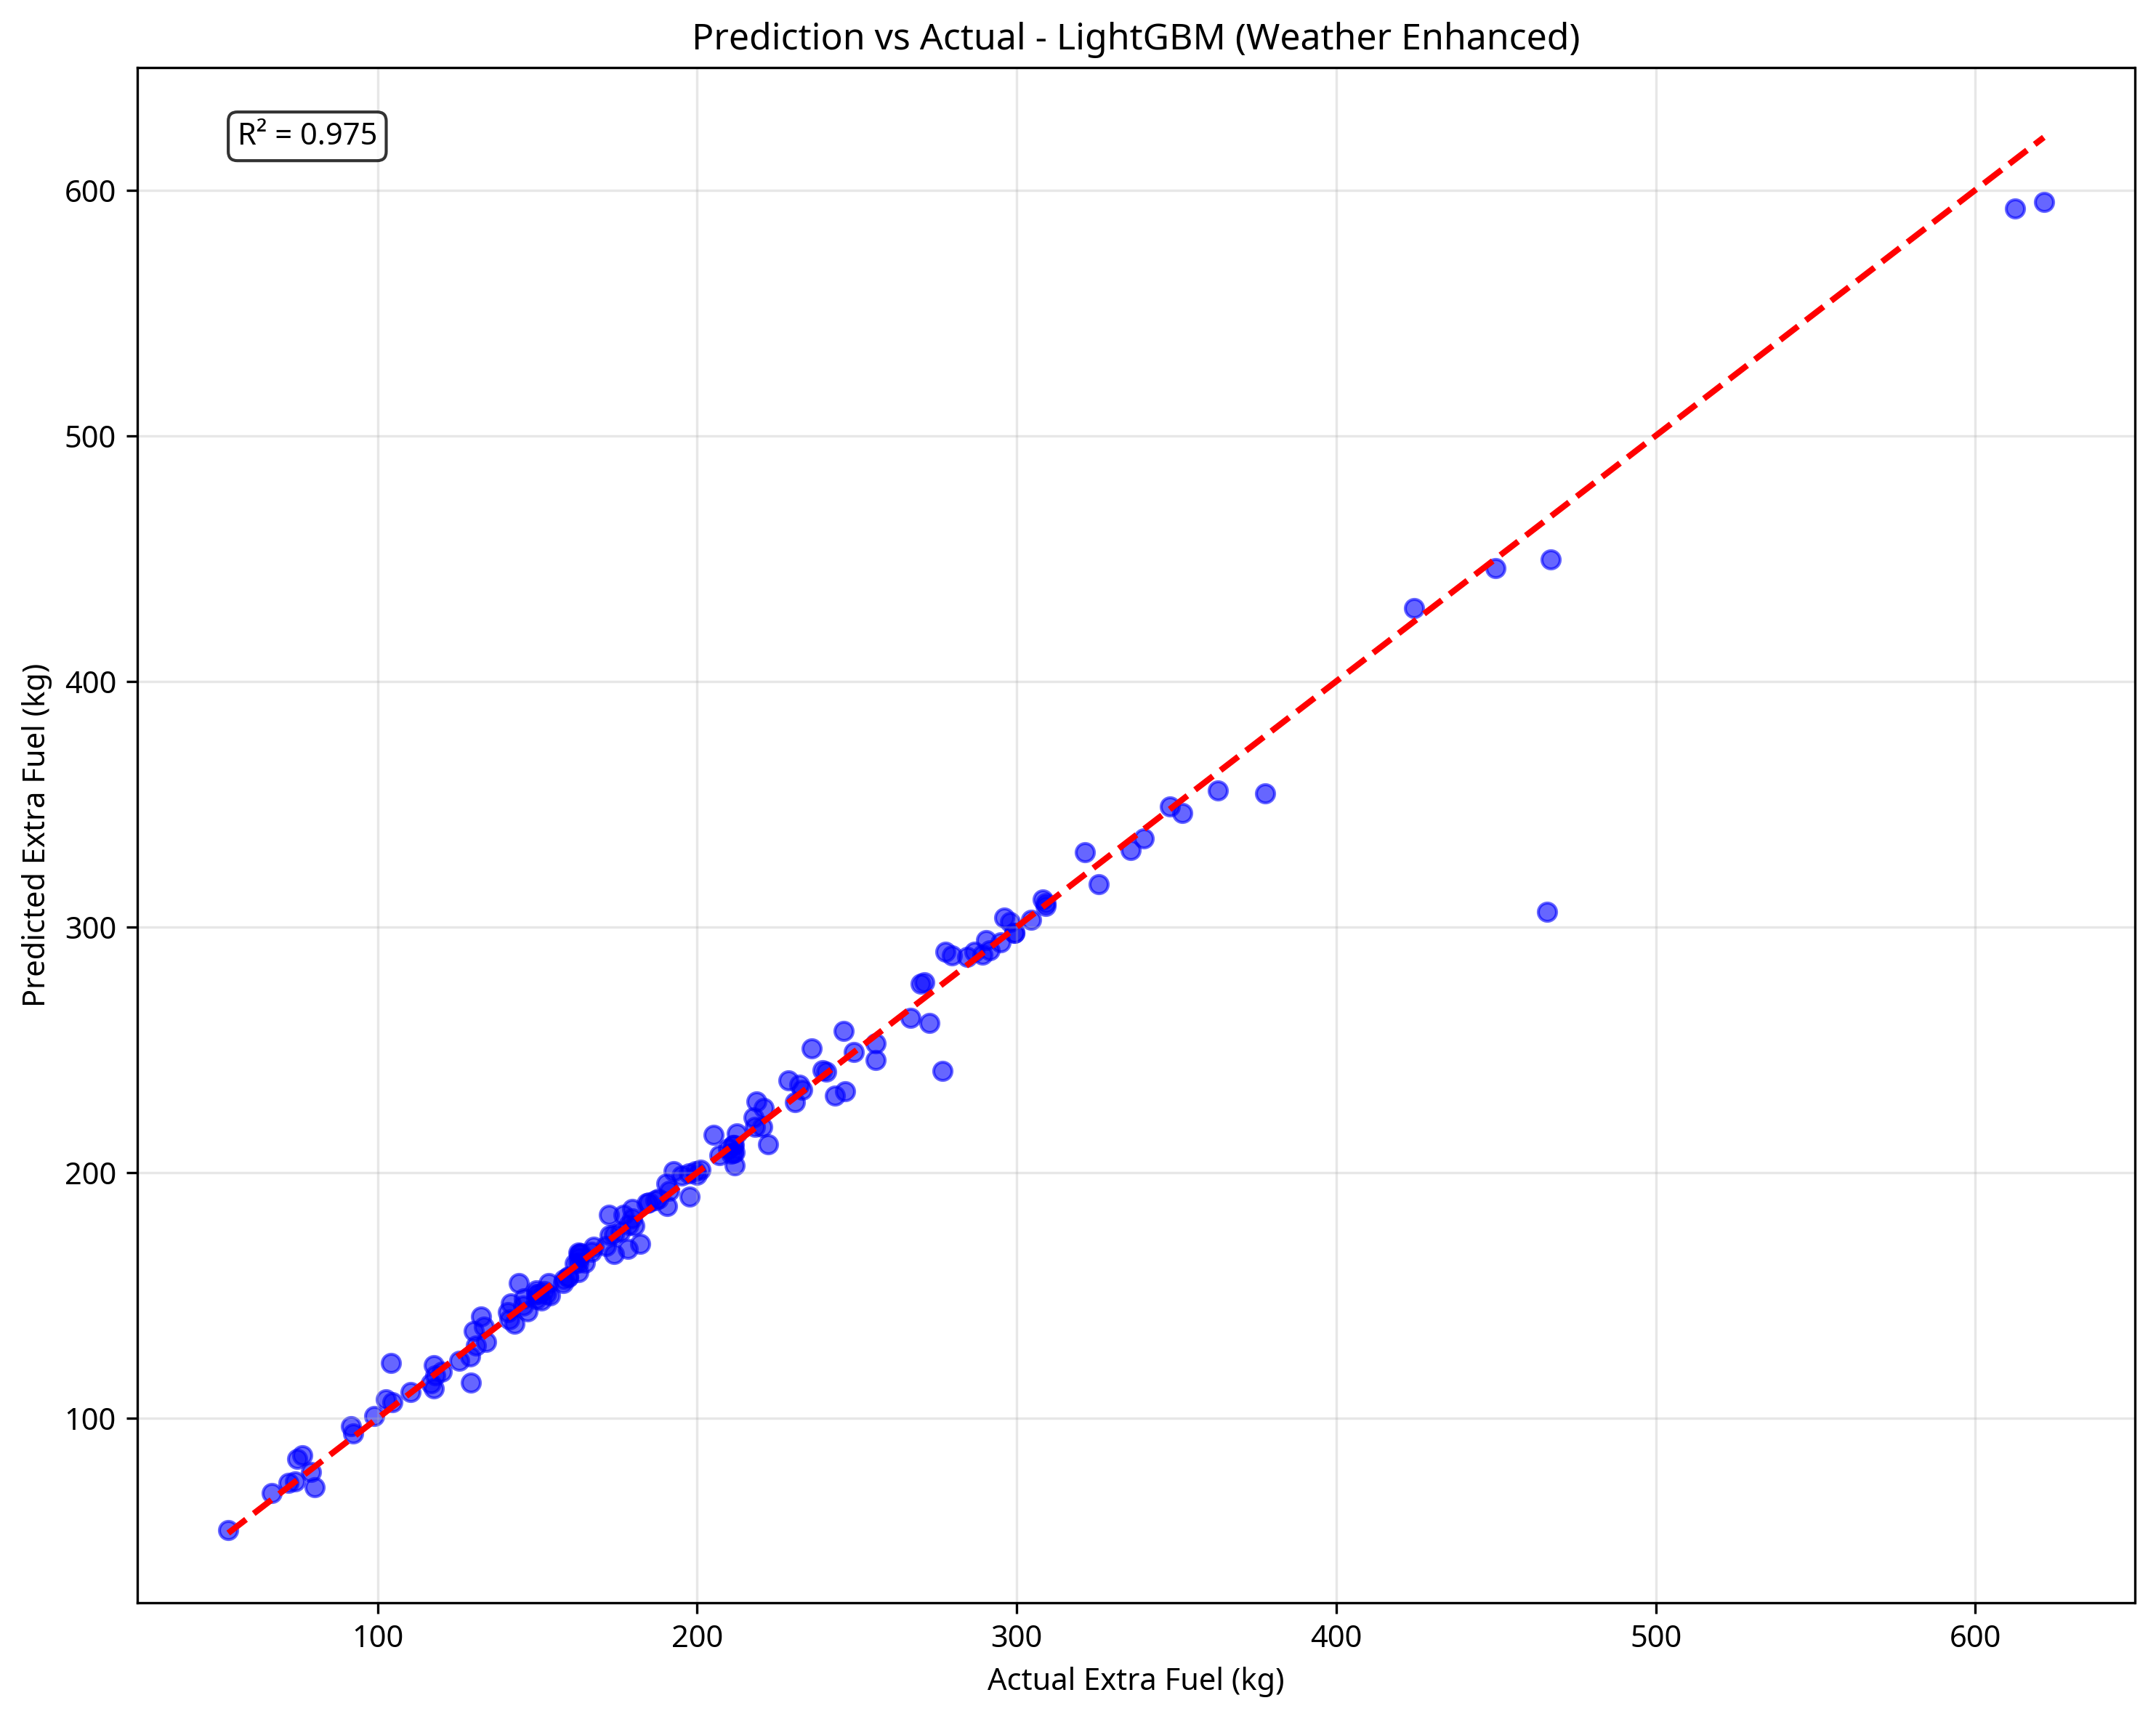 Prediction vs Actual - LightGBM (Weather Enhanced)
R² = 0.975
600
500
400
300
200
100
Predicted Extra Fuel (kg)
100 200 300 400 500 600
Actual Extra Fuel (kg)